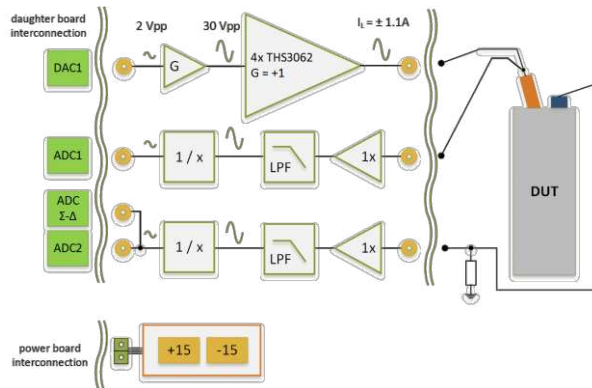 daughter board
interconnection
2 Vpp
30 Vpp
I_L = ± 1.1A
DAC1
G
4x THS3062
G = +1
ADC1
1 / x
LPF
1x
ADC
Σ-Δ
ADC2
1 / x
LPF
1x
DUT
power board
interconnection
+15
-15